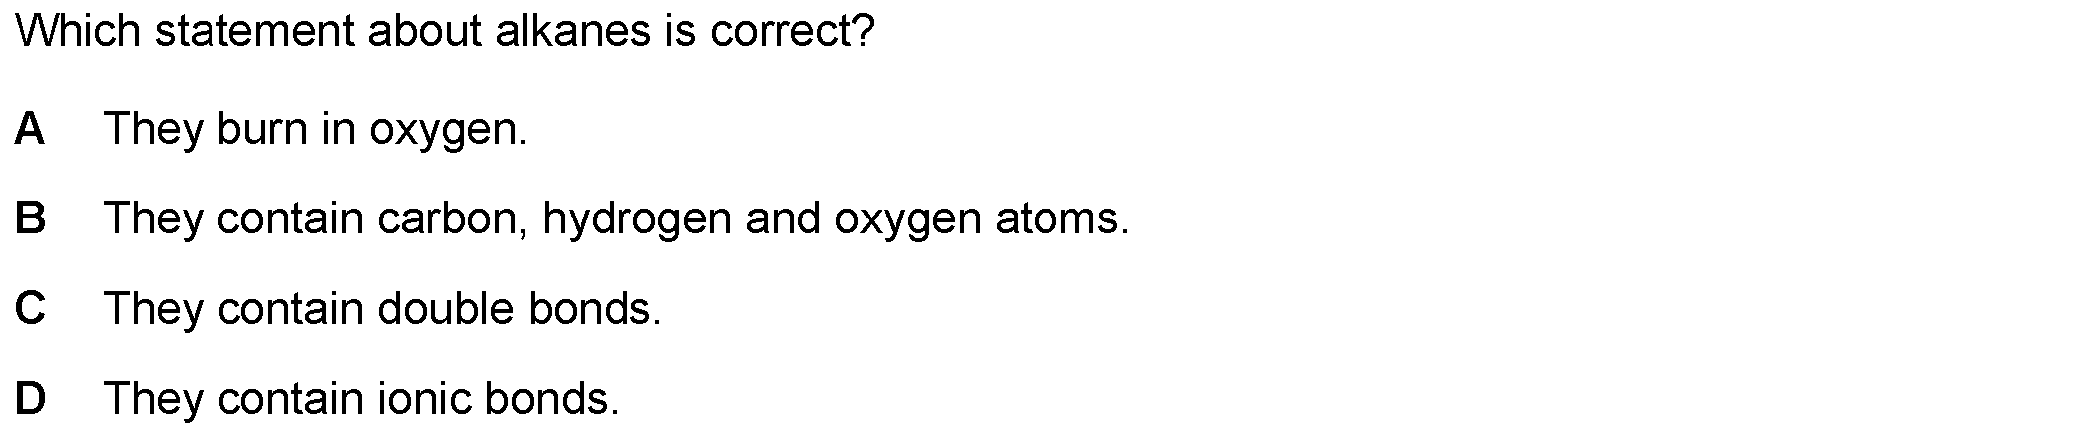 Which statement about alkanes is correct?
A They burn in oxygen.
B They contain carbon, hydrogen and oxygen atoms.
C They contain double bonds.
D They contain ionic bonds.